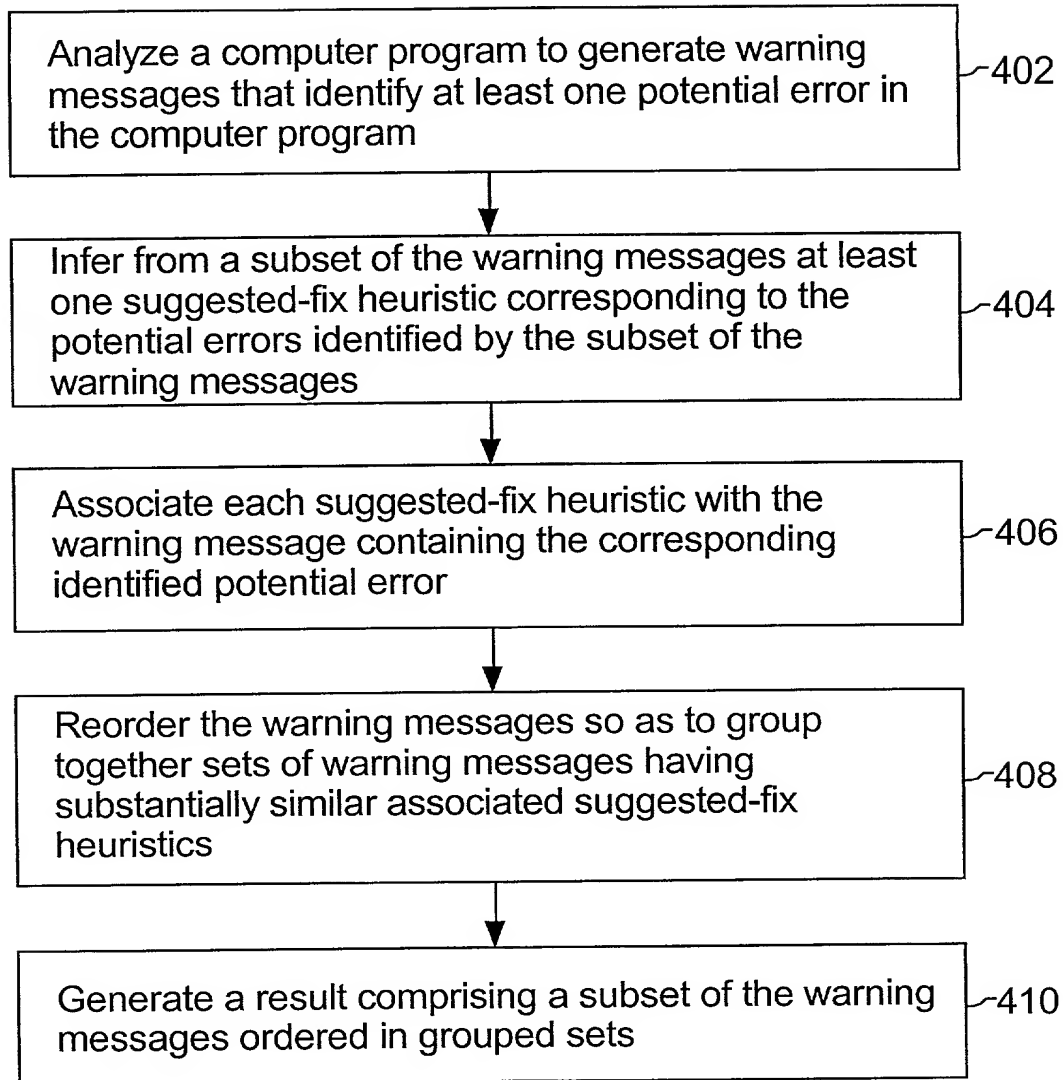 Analyze a computer program to generate warning
messages that identify at least one potential error in
the computer program
402
Infer from a subset of the warning messages at least
one suggested-fix heuristic corresponding to the
potential errors identified by the subset of the
warning messages
404
Associate each suggested-fix heuristic with the
warning message containing the corresponding
identified potential error
406
Reorder the warning messages so as to group
together sets of warning messages having
substantially similar associated suggested-fix
heuristics
408
Generate a result comprising a subset of the warning
messages ordered in grouped sets
410